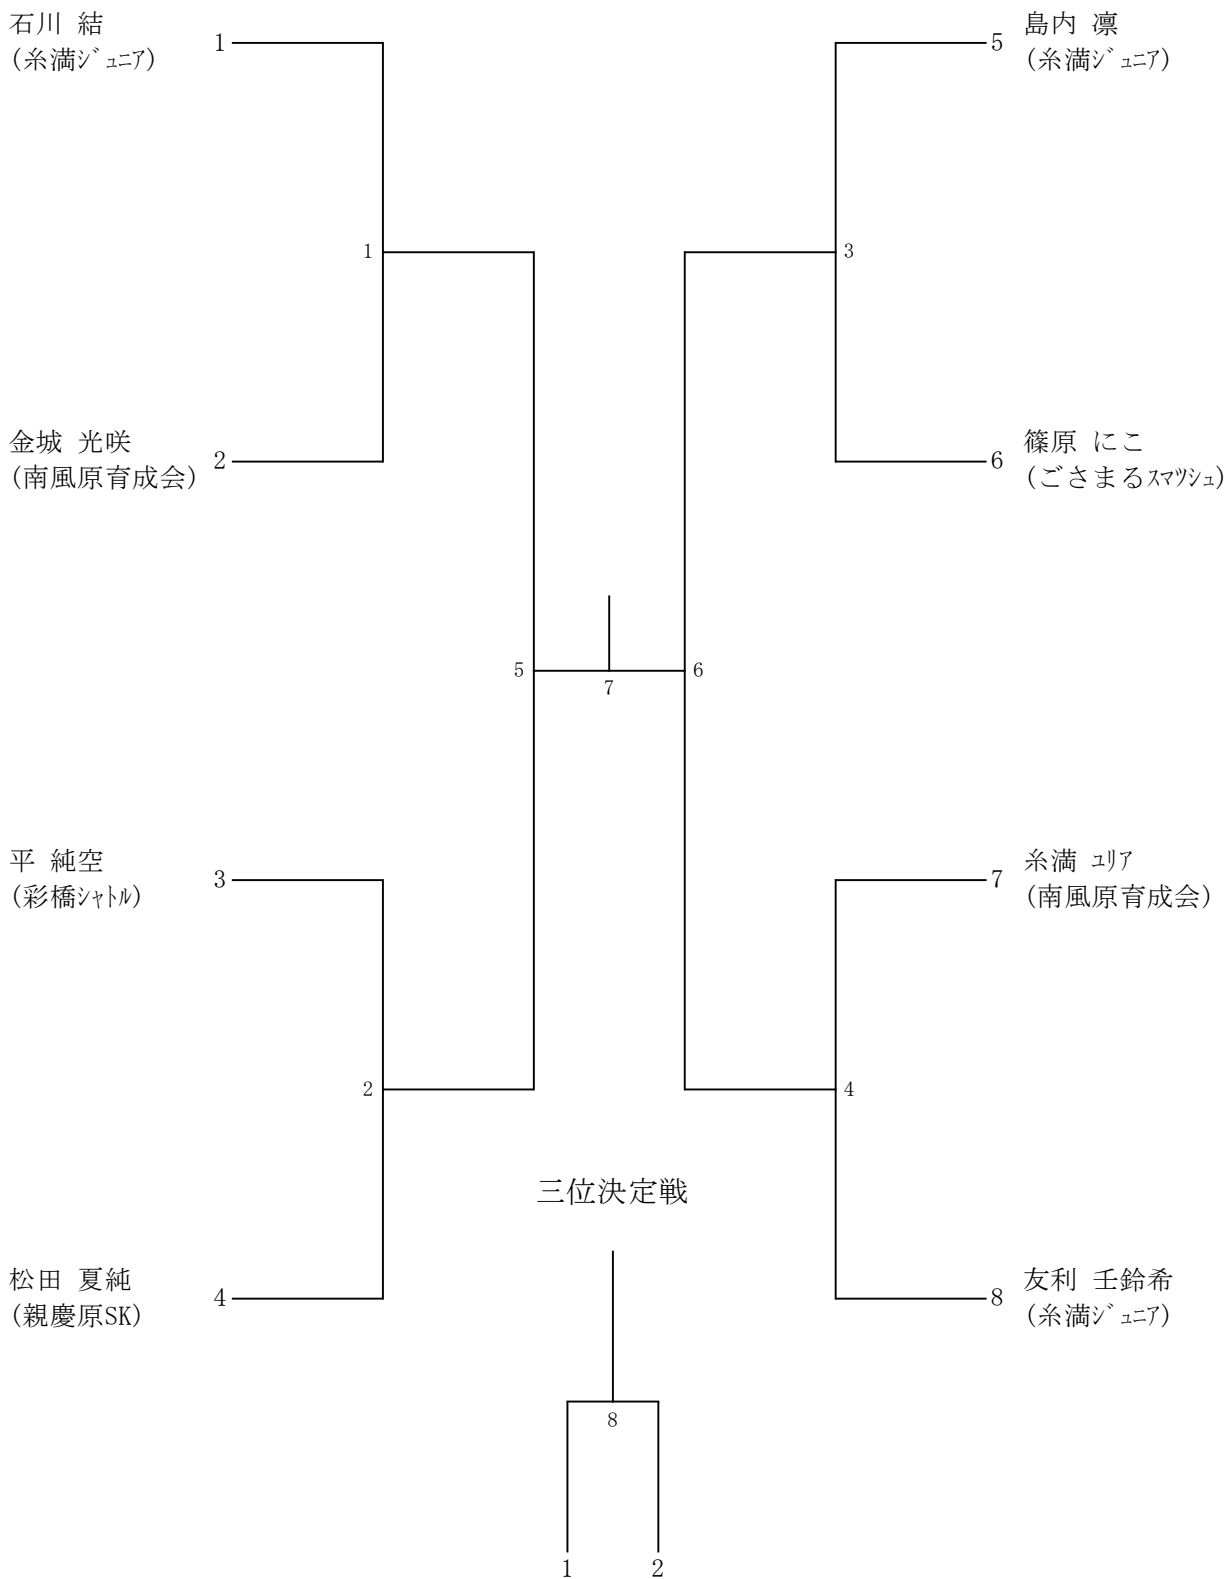 石川 結
(糸満ｼﾞｭﾆｱ)
1
金城 光咲
(南風原育成会)
2
平 純空
(彩橋ｼｬﾄﾙ)
3
松田 夏純
(親慶原SK)
4
1
2
5
7
6
3
4
5
島内 凛
(糸満ｼﾞｭﾆｱ)
6
篠原 にこ
(ごさまるｽﾏﾂｼｭ)
7
糸満 ﾕﾘｱ
(南風原育成会)
8
友利 壬鈴希
(糸満ｼﾞｭﾆｱ)
三位決定戦
8
1
2